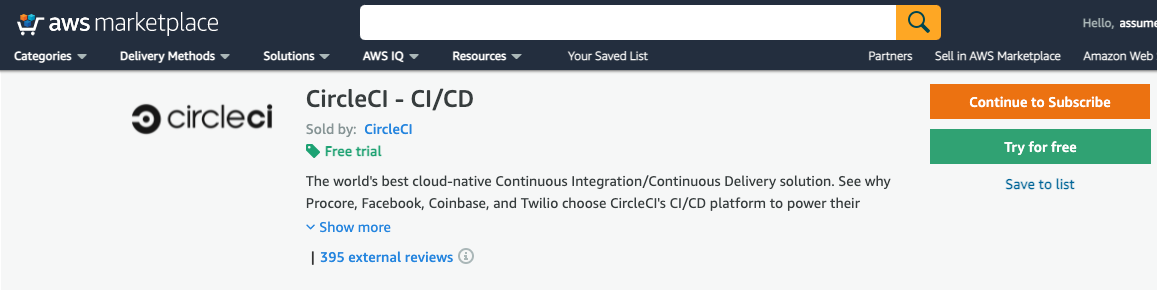 aws marketplace
Hello, assume
Categories Delivery Methods Solutions AWS IQ Resources Your Saved List Partners Sell in AWS Marketplace Amazon Web
circleci
CircleCI - CI/CD
Sold by: CircleCI
Free trial
The world's best cloud-native Continuous Integration/Continuous Delivery solution. See why
Procore, Facebook, Coinbase, and Twilio choose CircleCI's CI/CD platform to power their
Show more
| 395 external reviews
Continue to Subscribe
Try for free
Save to list